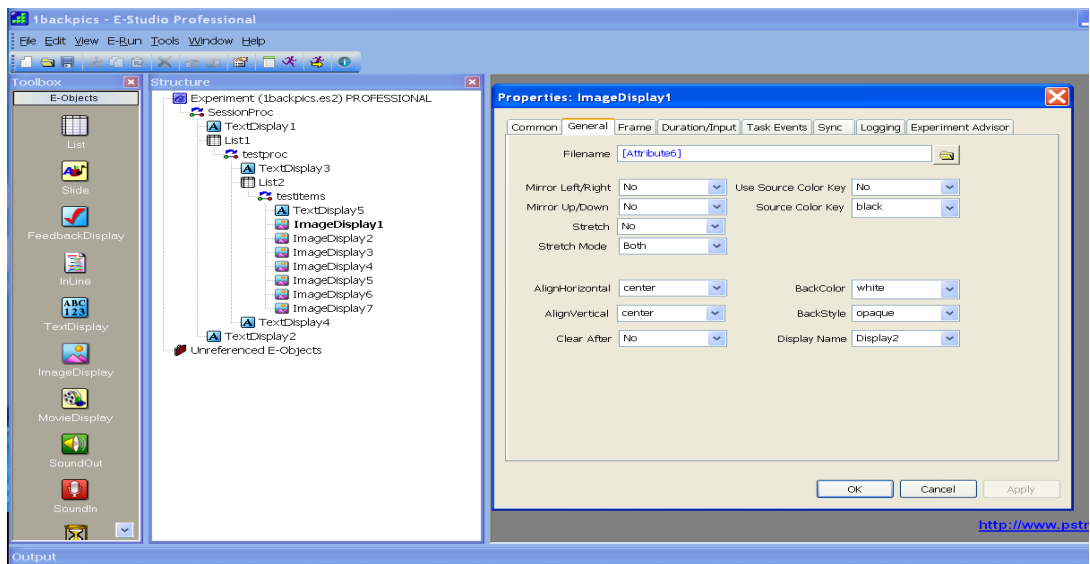 1backpics - E-Studio Professional
File Edit View E-Run Tools Window Help
Toolbox
E-Objects
List
Slide
FeedbackDisplay
InLine
ABC
123
TextDisplay
ImageDisplay
MovieDisplay
SoundOut
SoundIn
Structure
Experiment (1backpics.es2) PROFESSIONAL
SessionProc
A TextDisplay1
List1
testproc
A TextDisplay3
List2
testitems
A TextDisplay5
ImageDisplay1
ImageDisplay2
ImageDisplay3
ImageDisplay4
ImageDisplay5
ImageDisplay6
ImageDisplay7
A TextDisplay4
A TextDisplay2
Unreferenced E-Objects
Properties: ImageDisplay1
Common General Frame Duration/Input Task Events Sync Logging Experiment Advisor
Filename [Attribute6]
Mirror Left/Right No Use Source Color Key No
Mirror Up/Down No Source Color Key black
Stretch No
Stretch Mode Both
AlignHorizontal center BackColor white
AlignVertical center BackStyle opaque
Clear After No Display Name Display2
OK Cancel Apply
http://www.pstr
Output